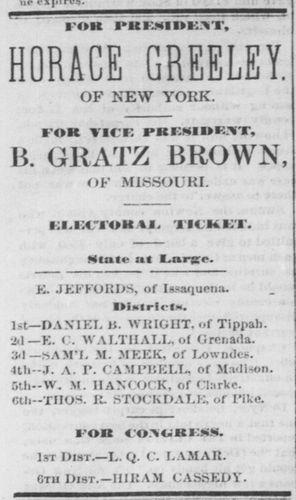 ne expires.
FOR PRESIDENT,
HORACE GREELEY.
OF NEW YORK.
FOR VICE PRESIDENT,
B. GRATZ BROWN,
OF MISSOURI.
ELECTORAL TICKET.
State at Large.
E. JEFFORDS, of Issaquena.
Districts.
1st—DANIEL B. WRIGHT, of Tippah.
2d—E. C. WALTHALL, of Grenada.
3d—SAM'L M. MEEK, of Lowndes.
4th—J. A. P. CAMPBELL, of Madison.
5th—W. M. HANCOCK, of Clarke.
6th—THOS. R. STOCKDALE, of Pike.
FOR CONGRESS.
1ST DIST.—L. Q. C. LAMAR.
6TH DIST.—HIRAM CASSEDY.